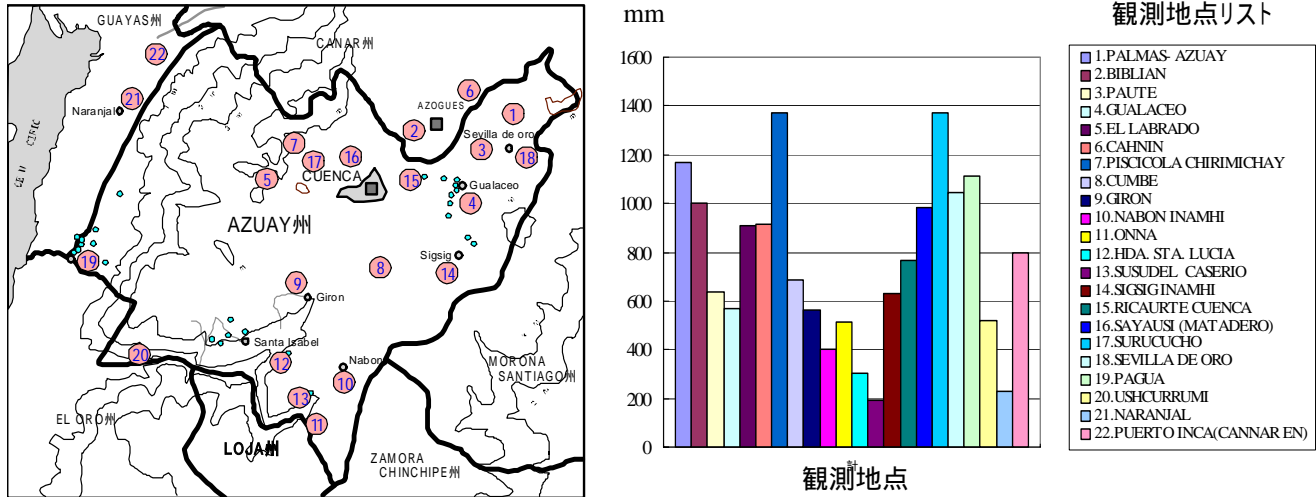 GUAYAS州
CANAR州
22
21
Naranjal
6
AZOGUES
1
2
Sevilla de oro
3
18
7
17
16
CUENCA
5
15
Gualaceo
4
AZUAY州
Sigsig
14
8
19
9
Giron
Santa Isabel
20
12
Nabon
10
13
11
MORONA
SANTIAGO州
EL ORO州
LOJA州
ZAMORA
CHINCHIPE州
mm
1600
1400
1200
1000
800
600
400
200
0
計
観測地点
観測地点リスト
1.PALMAS- AZUAY
2.BIBLIAN
3.PAUTE
4.GUALACEO
5.EL LABRADO
6.CAHNIN
7.PISCICOLA CHIRIMICHAY
8.CUMBE
9.GIRON
10.NABON INAMHI
11.ONNA
12.HDA. STA. LUCIA
13.SUSUDEL CASERIO
14.SIGSIG INAMHI
15.RICAURTE CUENCA
16.SAYAUSI (MATADERO)
17.SURUCUCHO
18.SEVILLA DE ORO
19.PAGUA
20.USHCURRUMI
21.NARANJAL
22.PUERTO INCA(CANNAR EN)